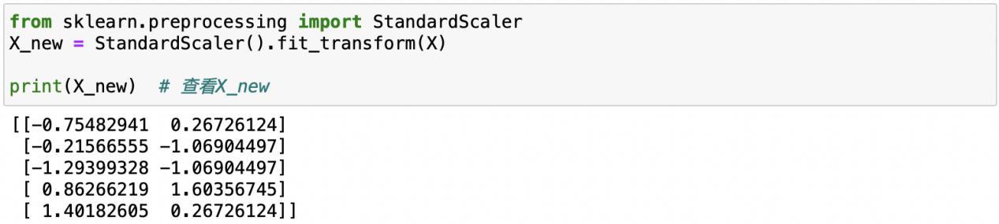 from sklearn.preprocessing import StandardScaler
X_new = StandardScaler().fit_transform(X)
print(X_new)  # 查看X_new
[[-0.75482941  0.26726124]
 [-0.21566555 -1.06904497]
 [-1.29399328 -1.06904497]
 [ 0.86266219  1.60356745]
 [ 1.40182605  0.26726124]]